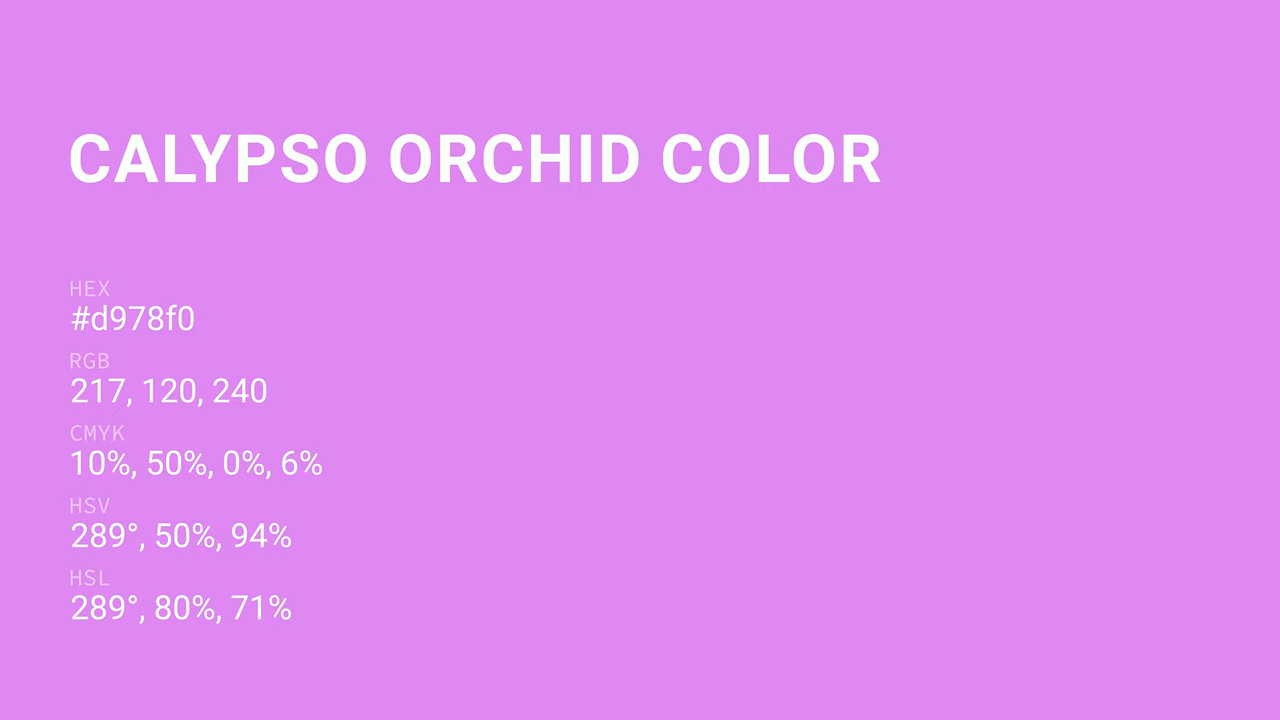 CALYPSO ORCHID COLOR
HEX
#d978f0
RGB
217, 120, 240
CMYK
10%, 50%, 0%, 6%
HSV
289°, 50%, 94%
HSL
289°, 80%, 71%